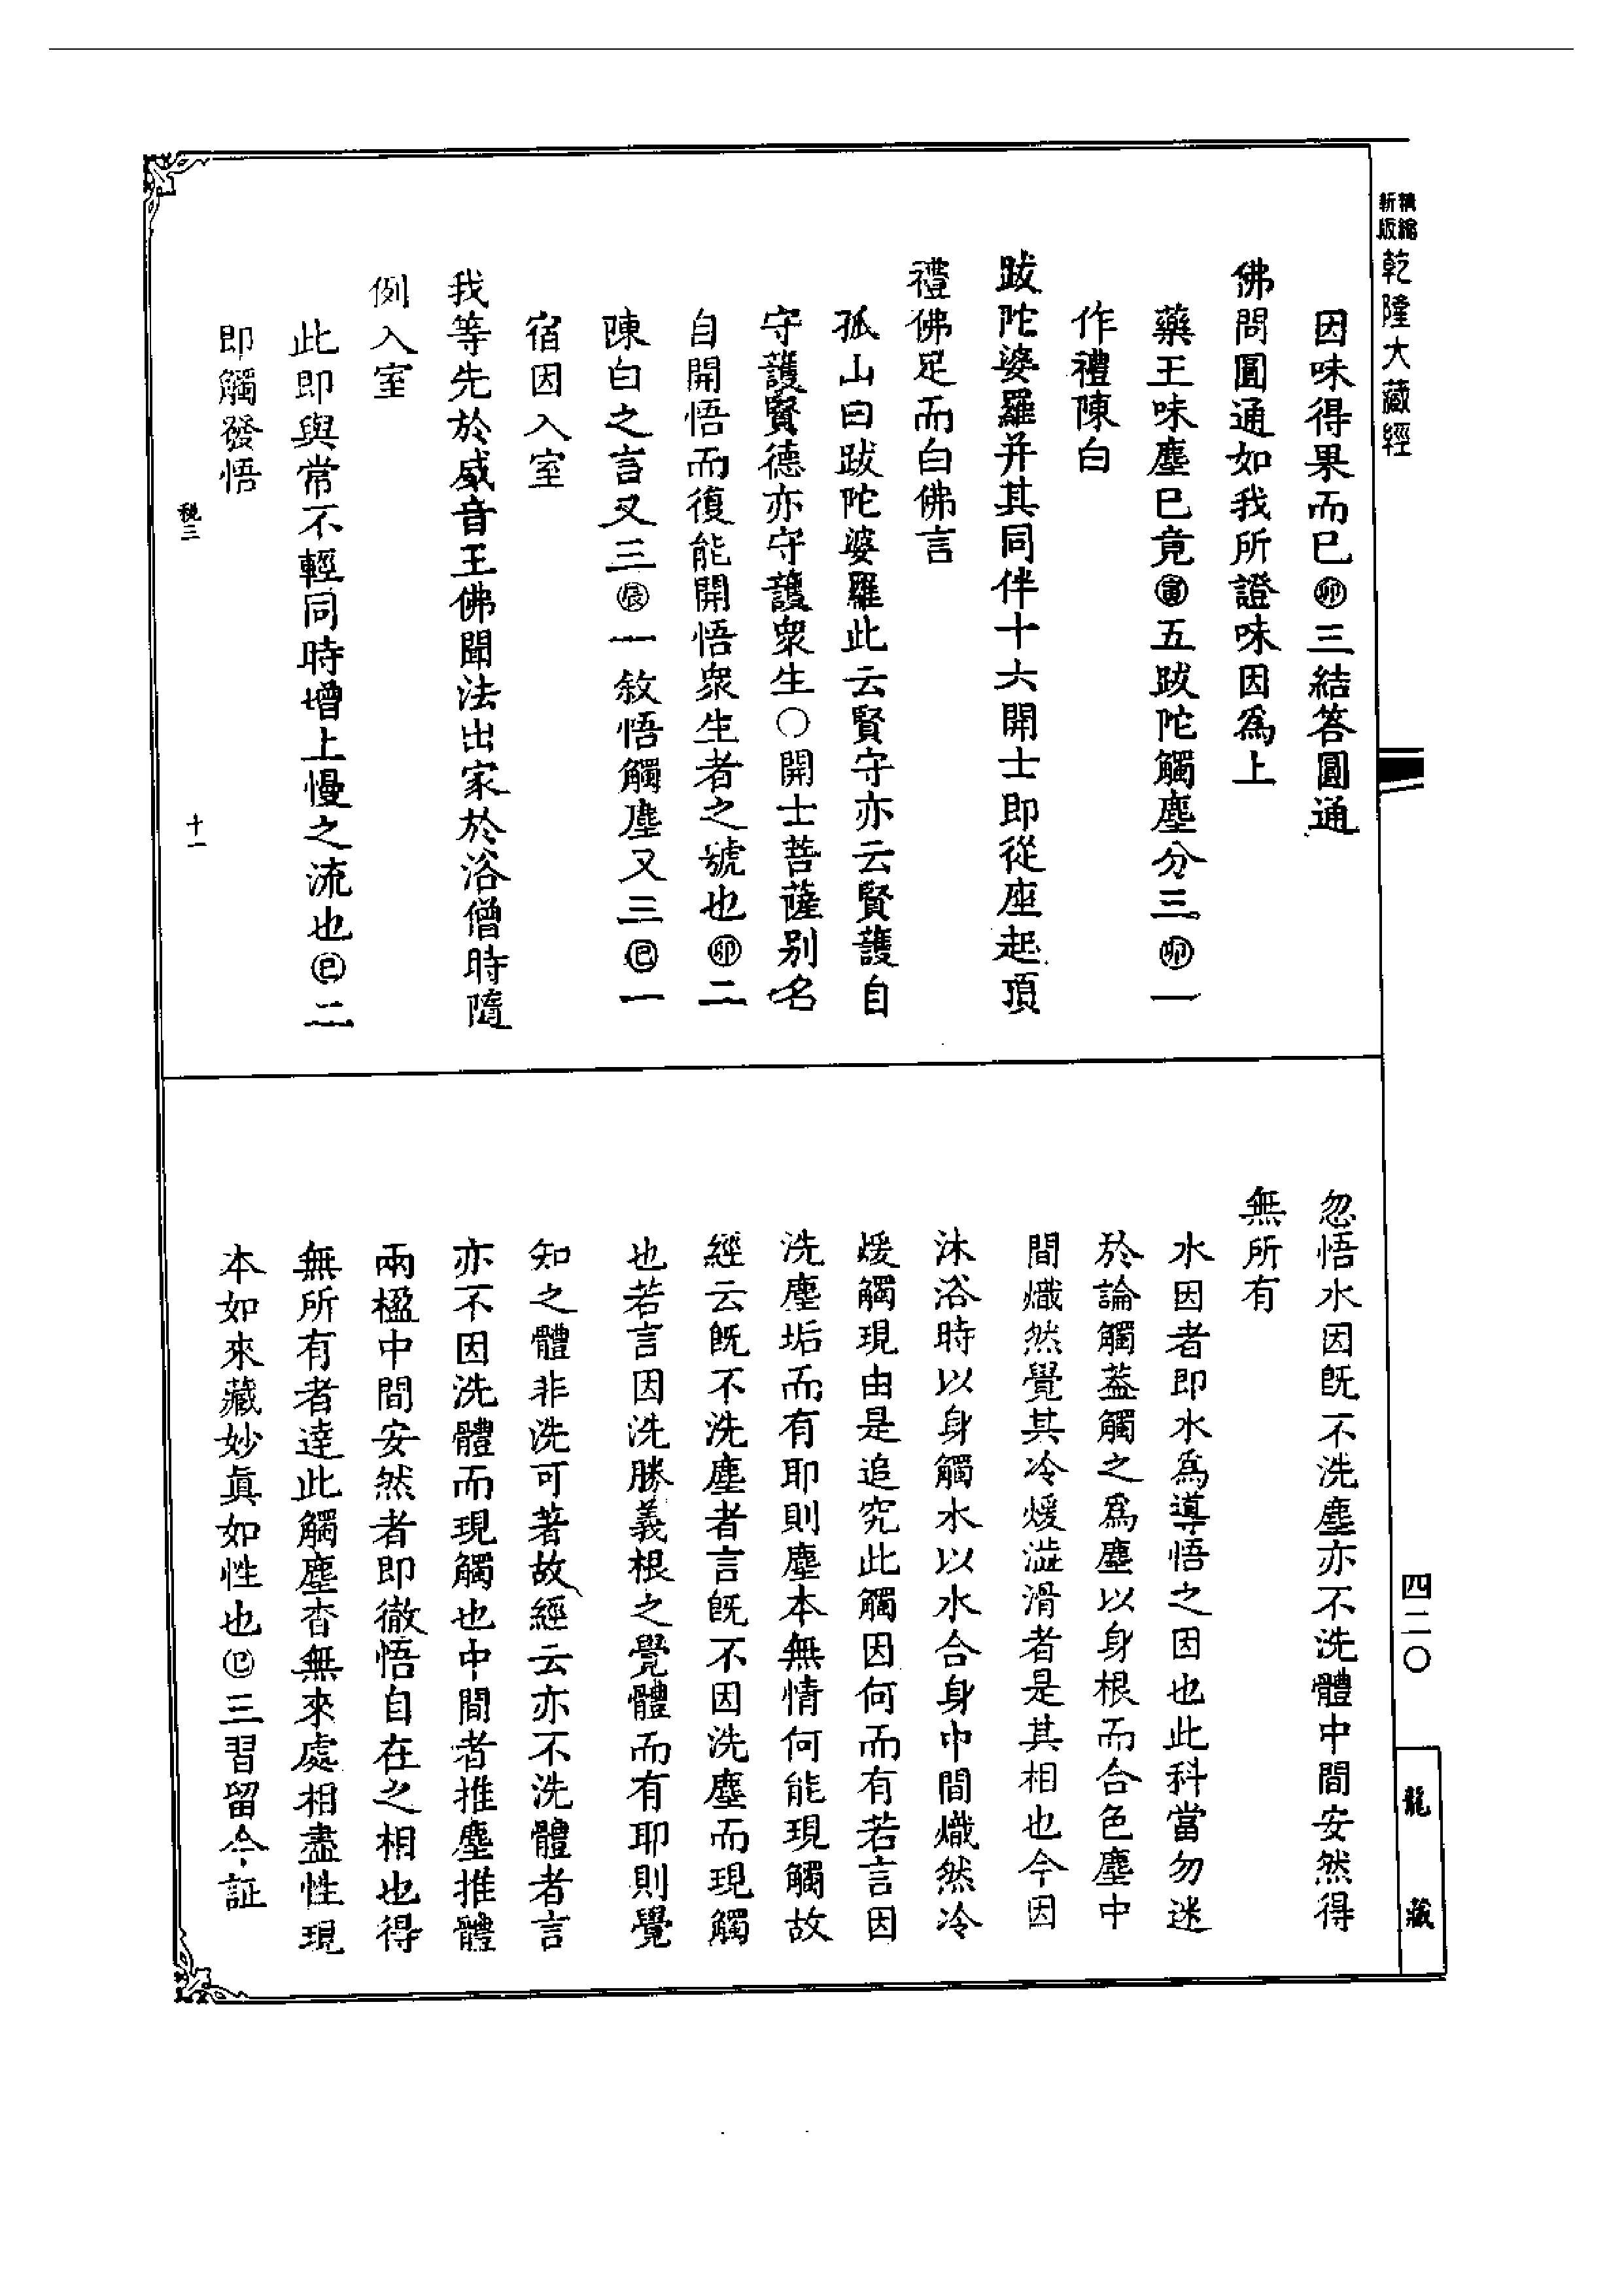 精縮新版 乾隆大藏經
因味得果而巳㊞三結答圓通
佛問圓通如我所證味因爲上
藥王味塵巳竟五跋陀觸塵分三一
作禮陳白
跋陀婆羅并其同伴十六開士即從座起頂
禮佛足而白佛言
孤山曰跋陀婆羅此云賢守亦云賢護自
守護賢德亦守護衆生〇開士菩薩别名
自開悟而復能開悟衆生者之號也卯二
陳白之言又三辰一敘悟觸塵又三巳一
宿因入室
我等先於威音王佛聞法出家於浴僧時隨
例入室
此即與常不輕同時增上慢之流也巳二
即觸發悟
税三
十一
忽悟水因旣不洗塵亦不洗體中間安然得
無所有
水因者即水爲導悟之因也此科當勿迷
於論觸葢觸之爲塵以身根而合色塵中
間熾然覺其冷煖澁滑者是其相也今因
沐浴時以身觸水以水合身中間熾然冷
煖觸現由是追究此觸因何而有若言因
洗塵垢而有耶則塵本無情何能現觸故
經云旣不洗塵者言旣不因洗塵而現觸
也若言因洗勝義根之覺體而有耶則覺
知之體非洗可著故經云亦不洗體者言
亦不因洗體而現觸也中間者推塵推體
兩楹中間安然者即徹悟自在之相也得
無所有者達此觸塵杳無來處相盡性現
本如來藏妙眞如性也巳三習留今証
四二〇
龍藏